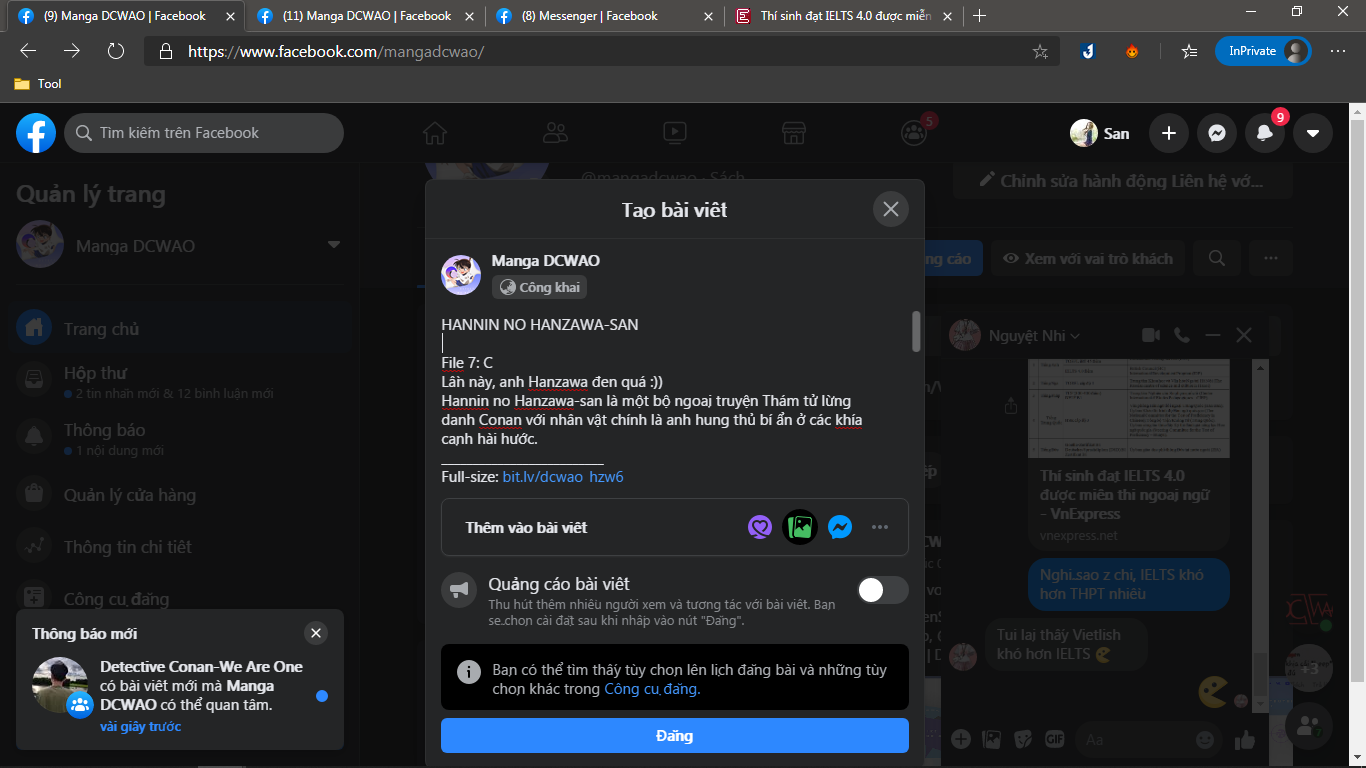 (9) Manga DCWAO | Facebook
(11) Manga DCWAO | Facebook
(8) Messenger | Facebook
Thí sinh đạt IELTS 4.0 được miễn
https://www.facebook.com/mangadcwao/
InPrivate
Tool
Tìm kiếm trên Facebook
5
San
9
Quản lý trang
Manga DCWAO
Trang chủ
Hộp thư
2 tin nhắn mới & 12 bình luận mới
Thông báo
1 nội dung mới
Quản lý cửa hàng
Thông tin chi tiết
Công cụ đăng
Thông báo mới
Detective Conan-We Are One
có bài viết mới mà Manga
DCWAO có thể quan tâm.
vài giây trước
@mangadcwao - Sách
Chỉnh sửa hành động Liên hệ vớ...
ng cáo
Xem với vai trò khách
Tạo bài viết
Manga DCWAO
Công khai
HANNIN NO HANZAWA-SAN
File 7: C
Lần này, anh Hanzawa đen quá :))
Hannin no Hanzawa-san là một bộ ngoại truyện Thám tử lừng
danh Conan với nhân vật chính là anh hung thủ bí ẩn ở các khía
cạnh hài hước.
Full-size: bit.ly/dcwao_hzw6
Thêm vào bài viết
Quảng cáo bài viết
Thu hút thêm nhiều người xem và tương tác với bài viết. Bạn
sẽ chọn cài đặt sau khi nhấp vào nút "Đăng".
Bạn có thể tìm thấy tùy chọn lên lịch đăng bài và những tùy
chọn khác trong Công cụ đăng.
Đăng
Nguyệt Nhi
Thí sinh đạt IELTS 4.0
được miễn thi ngoại ngữ
- VnExpress
vnexpress.net
Nghi sao z chi, IELTS khó
hơn THPT nhiều
Tui lại thấy Vietlish
khó hơn IELTS
GIF
Aa
+3
7